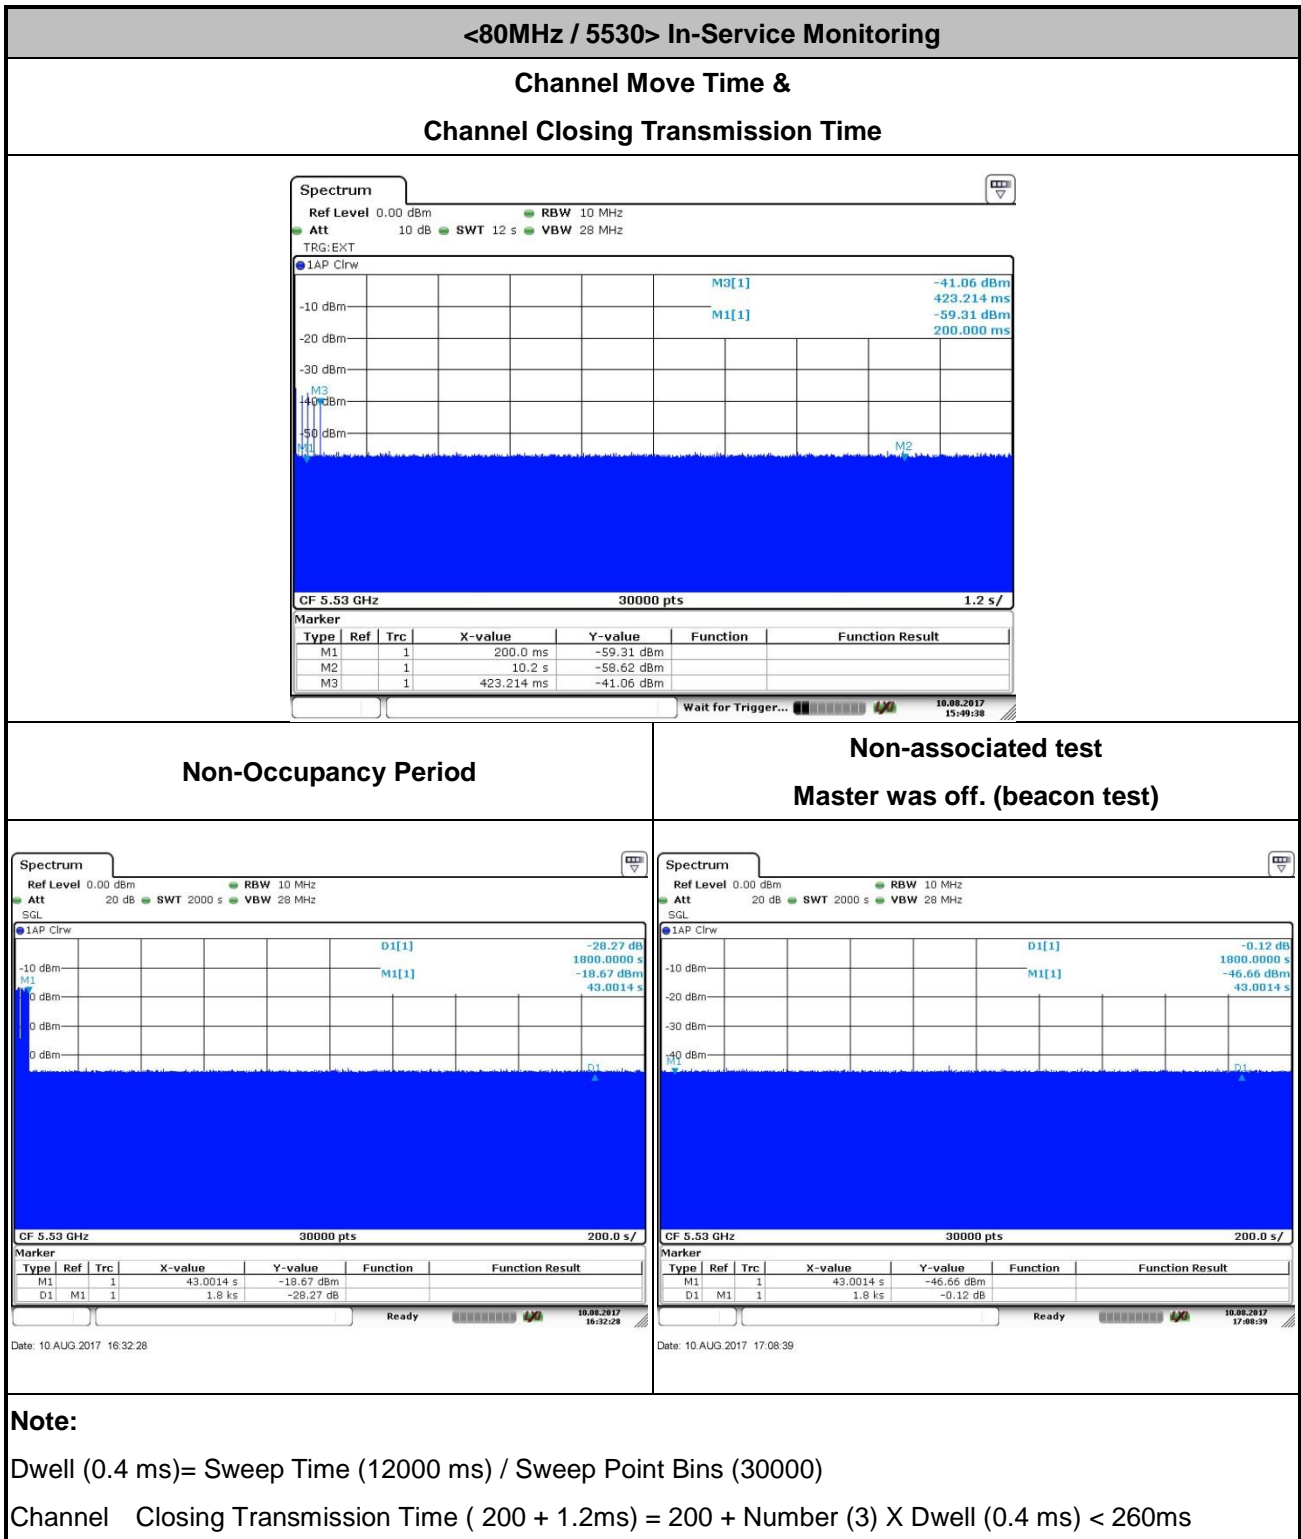 <80MHz / 5530> In-Service Monitoring
Channel Move Time &
Channel Closing Transmission Time
Spectrum
Ref Level 0.00 dBm RBW 10 MHz
Att 10 dB SWT 12 s VBW 28 MHz
TRG:EXT
1AP Clrw
M3[1] -41.06 dBm
423.214 ms
-10 dBm
M1[1] -59.31 dBm
200.000 ms
-20 dBm
-30 dBm
M3
-40 dBm
-50 dBm
M1 M2
CF 5.53 GHz 30000 pts 1.2 s/
Marker
Type Ref Trc X-value Y-value Function Function Result
M1 1 200.0 ms -59.31 dBm
M2 1 10.2 s -58.62 dBm
M3 1 423.214 ms -41.06 dBm
Wait for Trigger... LXI 10.08.2017
15:49:38
Non-Occupancy Period
Non-associated test
Master was off. (beacon test)
Spectrum
Ref Level 0.00 dBm RBW 10 MHz
Att 20 dB SWT 2000 s VBW 28 MHz
SGL
1AP Clrw
D1[1] -28.27 dB
1800.0000 s
-10 dBm
M1[1] -18.67 dBm
43.0014 s
M1
0 dBm
0 dBm
0 dBm
D1
CF 5.53 GHz 30000 pts 200.0 s/
Marker
Type Ref Trc X-value Y-value Function Function Result
M1 1 43.0014 s -18.67 dBm
D1 M1 1 1.8 ks -28.27 dB
Ready LXI 10.08.2017
16:32:28
Date: 10.AUG.2017 16:32:28
Spectrum
Ref Level 0.00 dBm RBW 10 MHz
Att 20 dB SWT 2000 s VBW 28 MHz
SGL
1AP Clrw
D1[1] -0.12 dB
1800.0000 s
-10 dBm
M1[1] -46.66 dBm
43.0014 s
-20 dBm
-30 dBm
-40 dBm
M1 D1
CF 5.53 GHz 30000 pts 200.0 s/
Marker
Type Ref Trc X-value Y-value Function Function Result
M1 1 43.0014 s -46.66 dBm
D1 M1 1 1.8 ks -0.12 dB
Ready LXI 10.08.2017
17:08:39
Date: 10.AUG.2017 17:08:39
Note:
Dwell (0.4 ms)= Sweep Time (12000 ms) / Sweep Point Bins (30000)
Channel Closing Transmission Time ( 200 + 1.2ms) = 200 + Number (3) X Dwell (0.4 ms) < 260ms